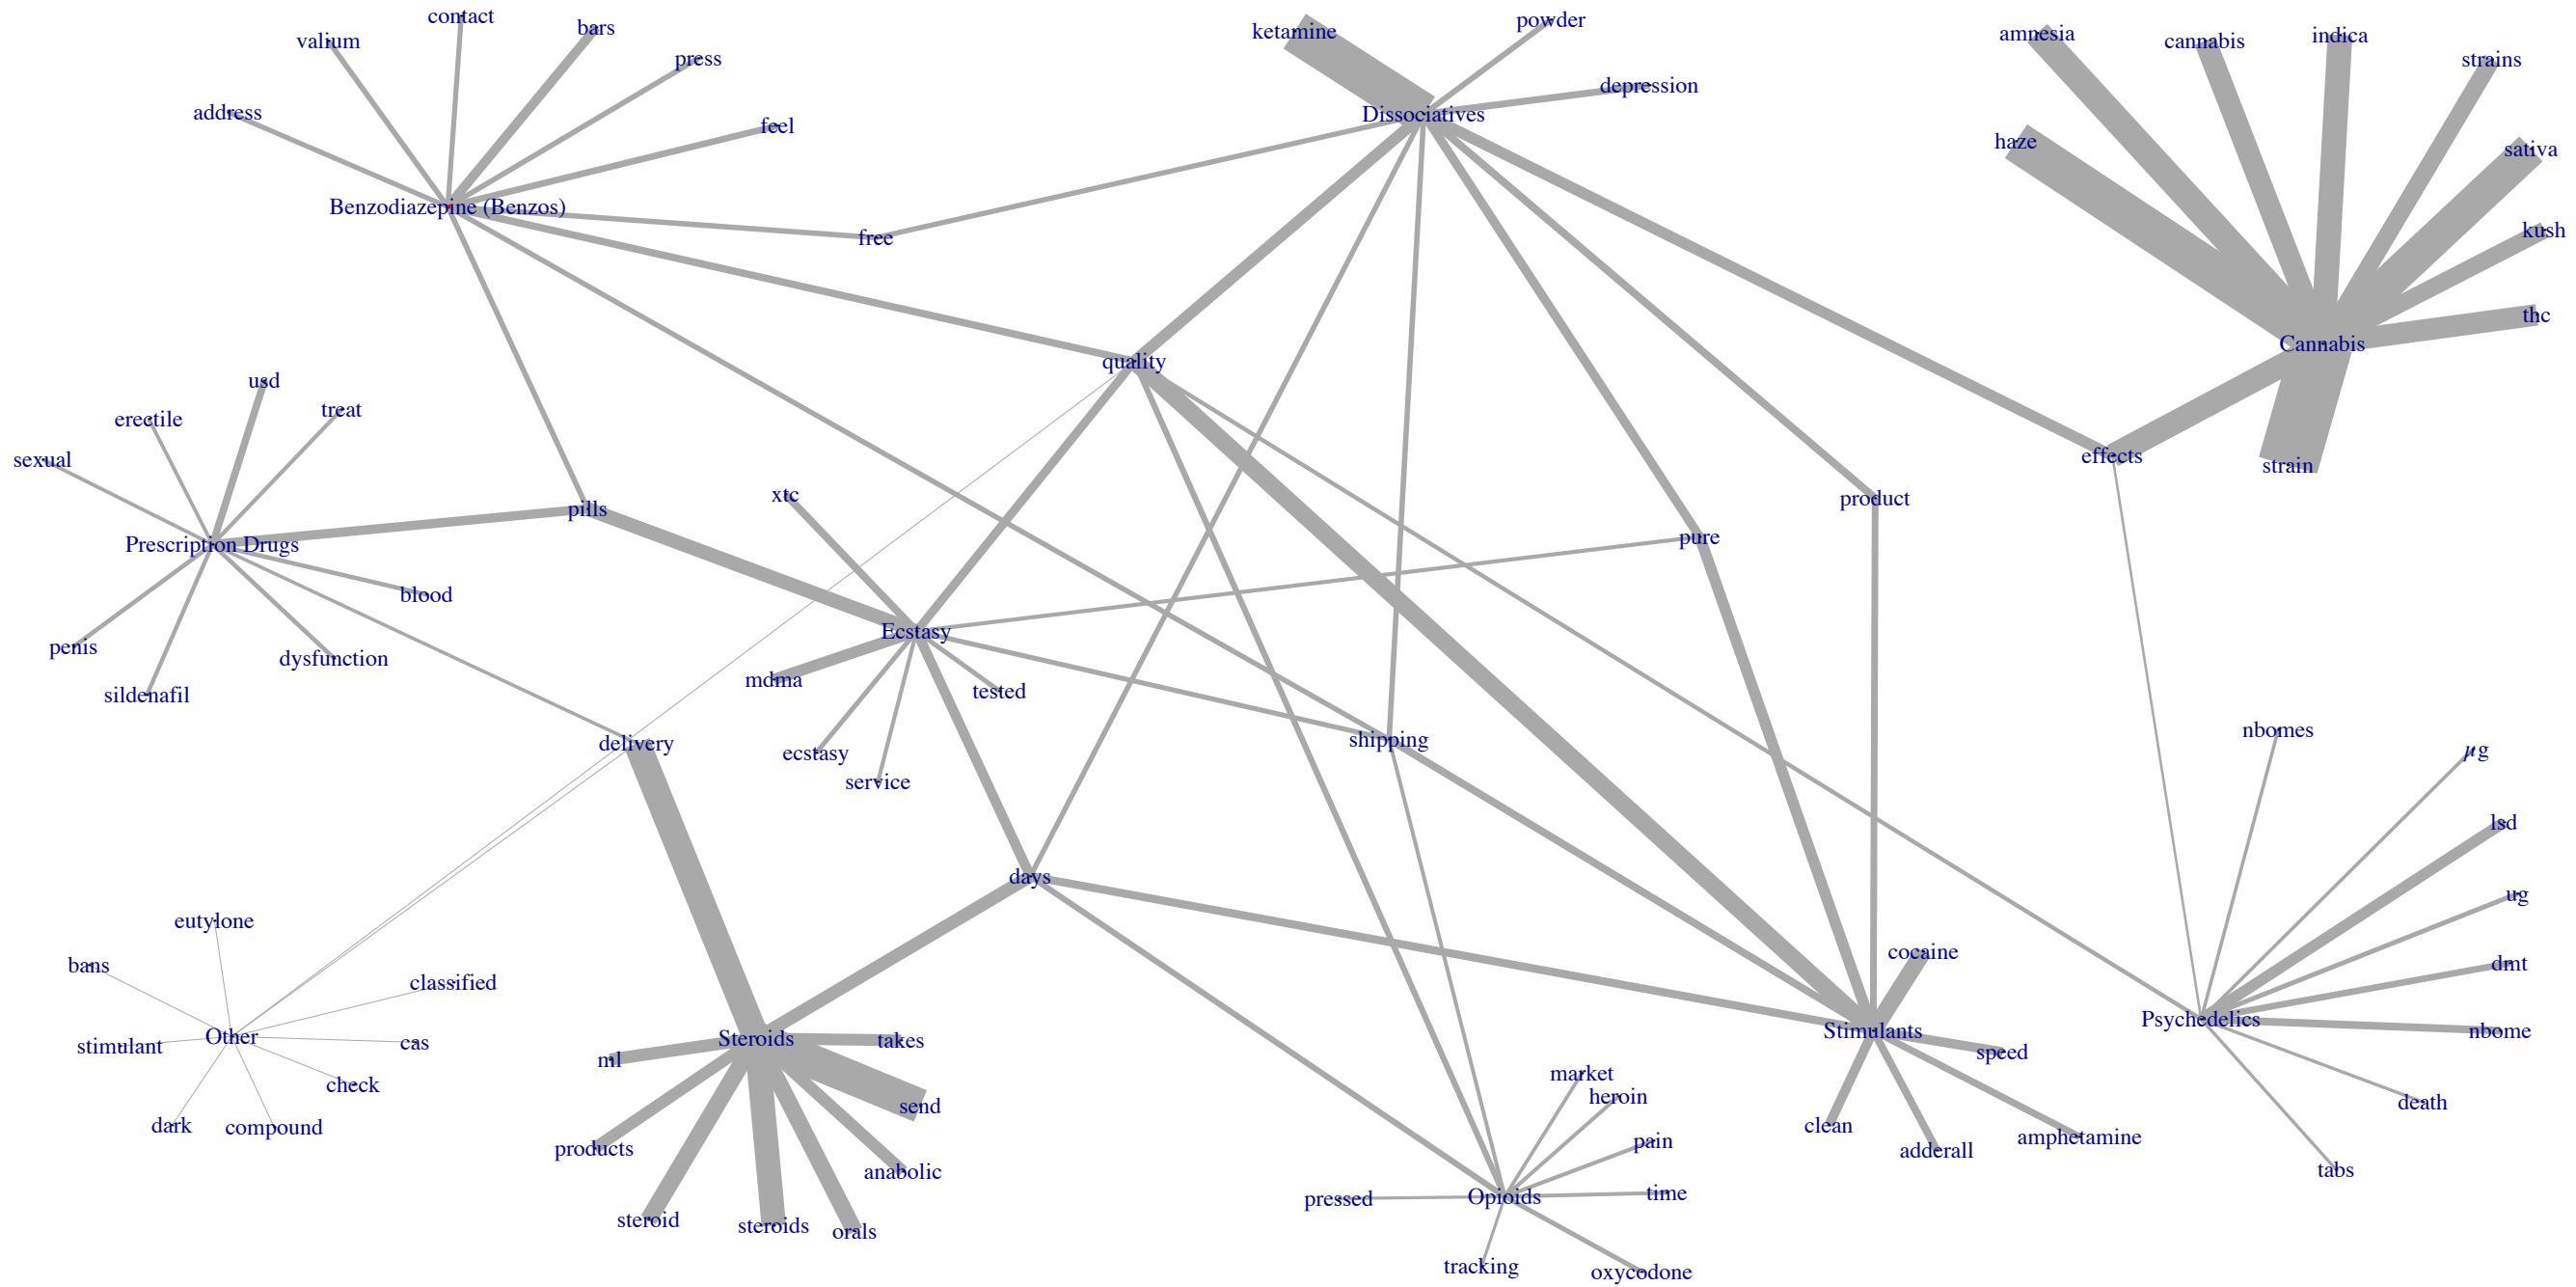 contact
bars
valium
press
address
feel
Benzodiazepine (Benzos)
free
ketamine
powder
depression
Dissociatives
amnesia
cannabis
indica
strains
haze
sativa
kush
thc
Cannabis
effects
strain
quality
usd
treat
erectile
sexual
pills
Prescription Drugs
blood
penis
dysfunction
sildenafil
xtc
Ecstasy
mdma
tested
ecstasy
service
delivery
product
pure
shipping
days
nbomes
μg
lsd
ug
dmt
Psychedelics
nbome
death
tabs
eutylone
bans
classified
stimulant
Other
cas
check
dark
compound
Steroids
takes
ml
send
products
anabolic
steroid
steroids
orals
cocaine
Stimulants
speed
clean
adderall
amphetamine
market
heroin
pain
pressed
Opioids
time
tracking
oxycodone